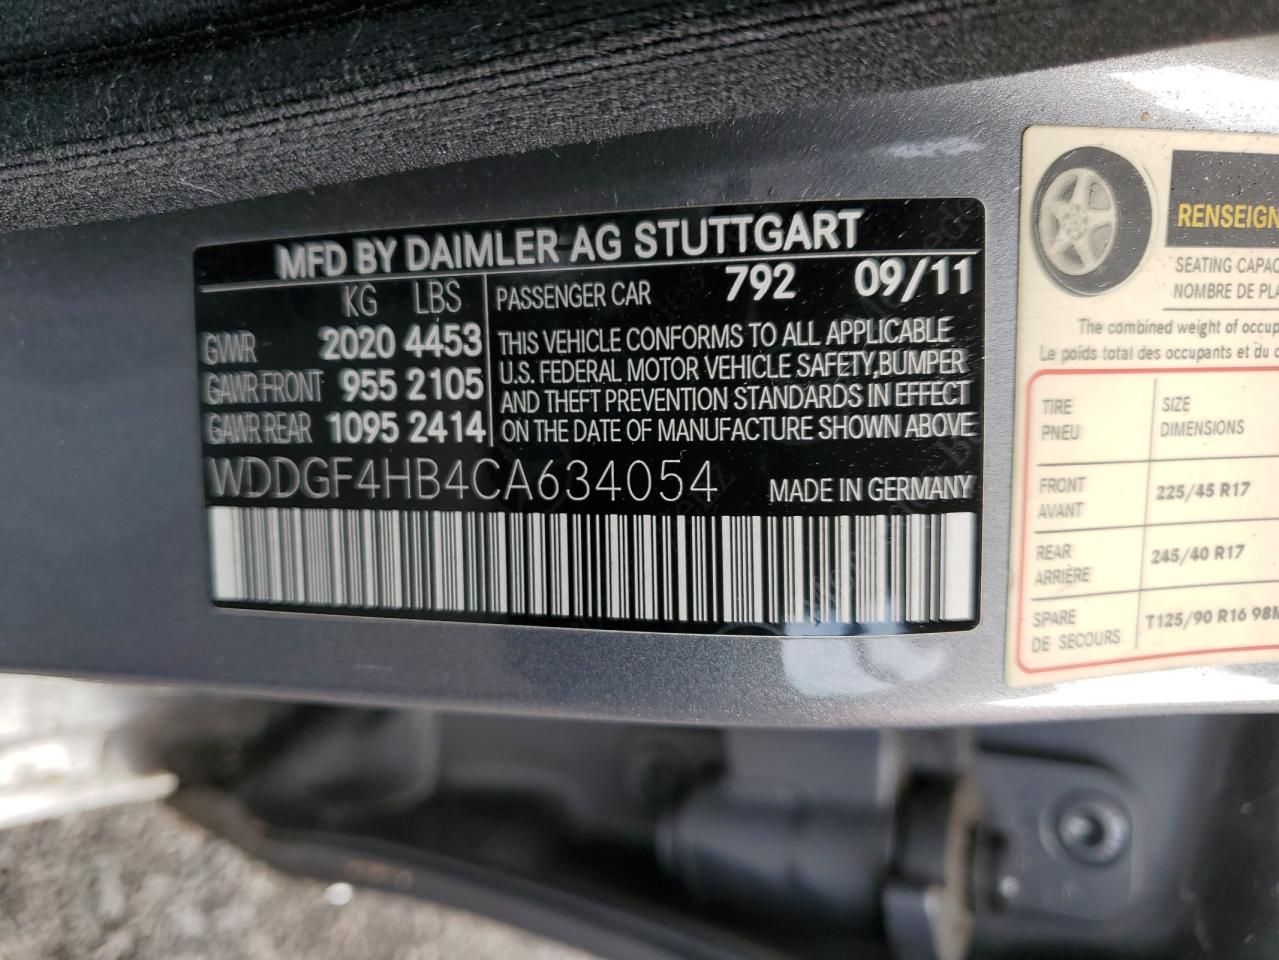 MFD BY DAIMLER AG STUTTGART
KG LBS
GVWR 2020 4453
GAWR FRONT 955 2105
GAWR REAR 1095 2414
PASSENGER CAR 792 09/11
THIS VEHICLE CONFORMS TO ALL APPLICABLE
U.S. FEDERAL MOTOR VEHICLE SAFETY, BUMPER
AND THEFT PREVENTION STANDARDS IN EFFECT
ON THE DATE OF MANUFACTURE SHOWN ABOVE
WDDGF4HB4CA634054 MADE IN GERMANY
RENSEIGN
SEATING CAPAC
NOMBRE DE PLA
The combined weight of occup
Le poids total des occupants et du c
TIRE SIZE
PNEU DIMENSIONS
FRONT
AVANT 225/45 R17
REAR
ARRIÈRE 245/40 R17
SPARE
DE SECOURS T125/90 R16 98M